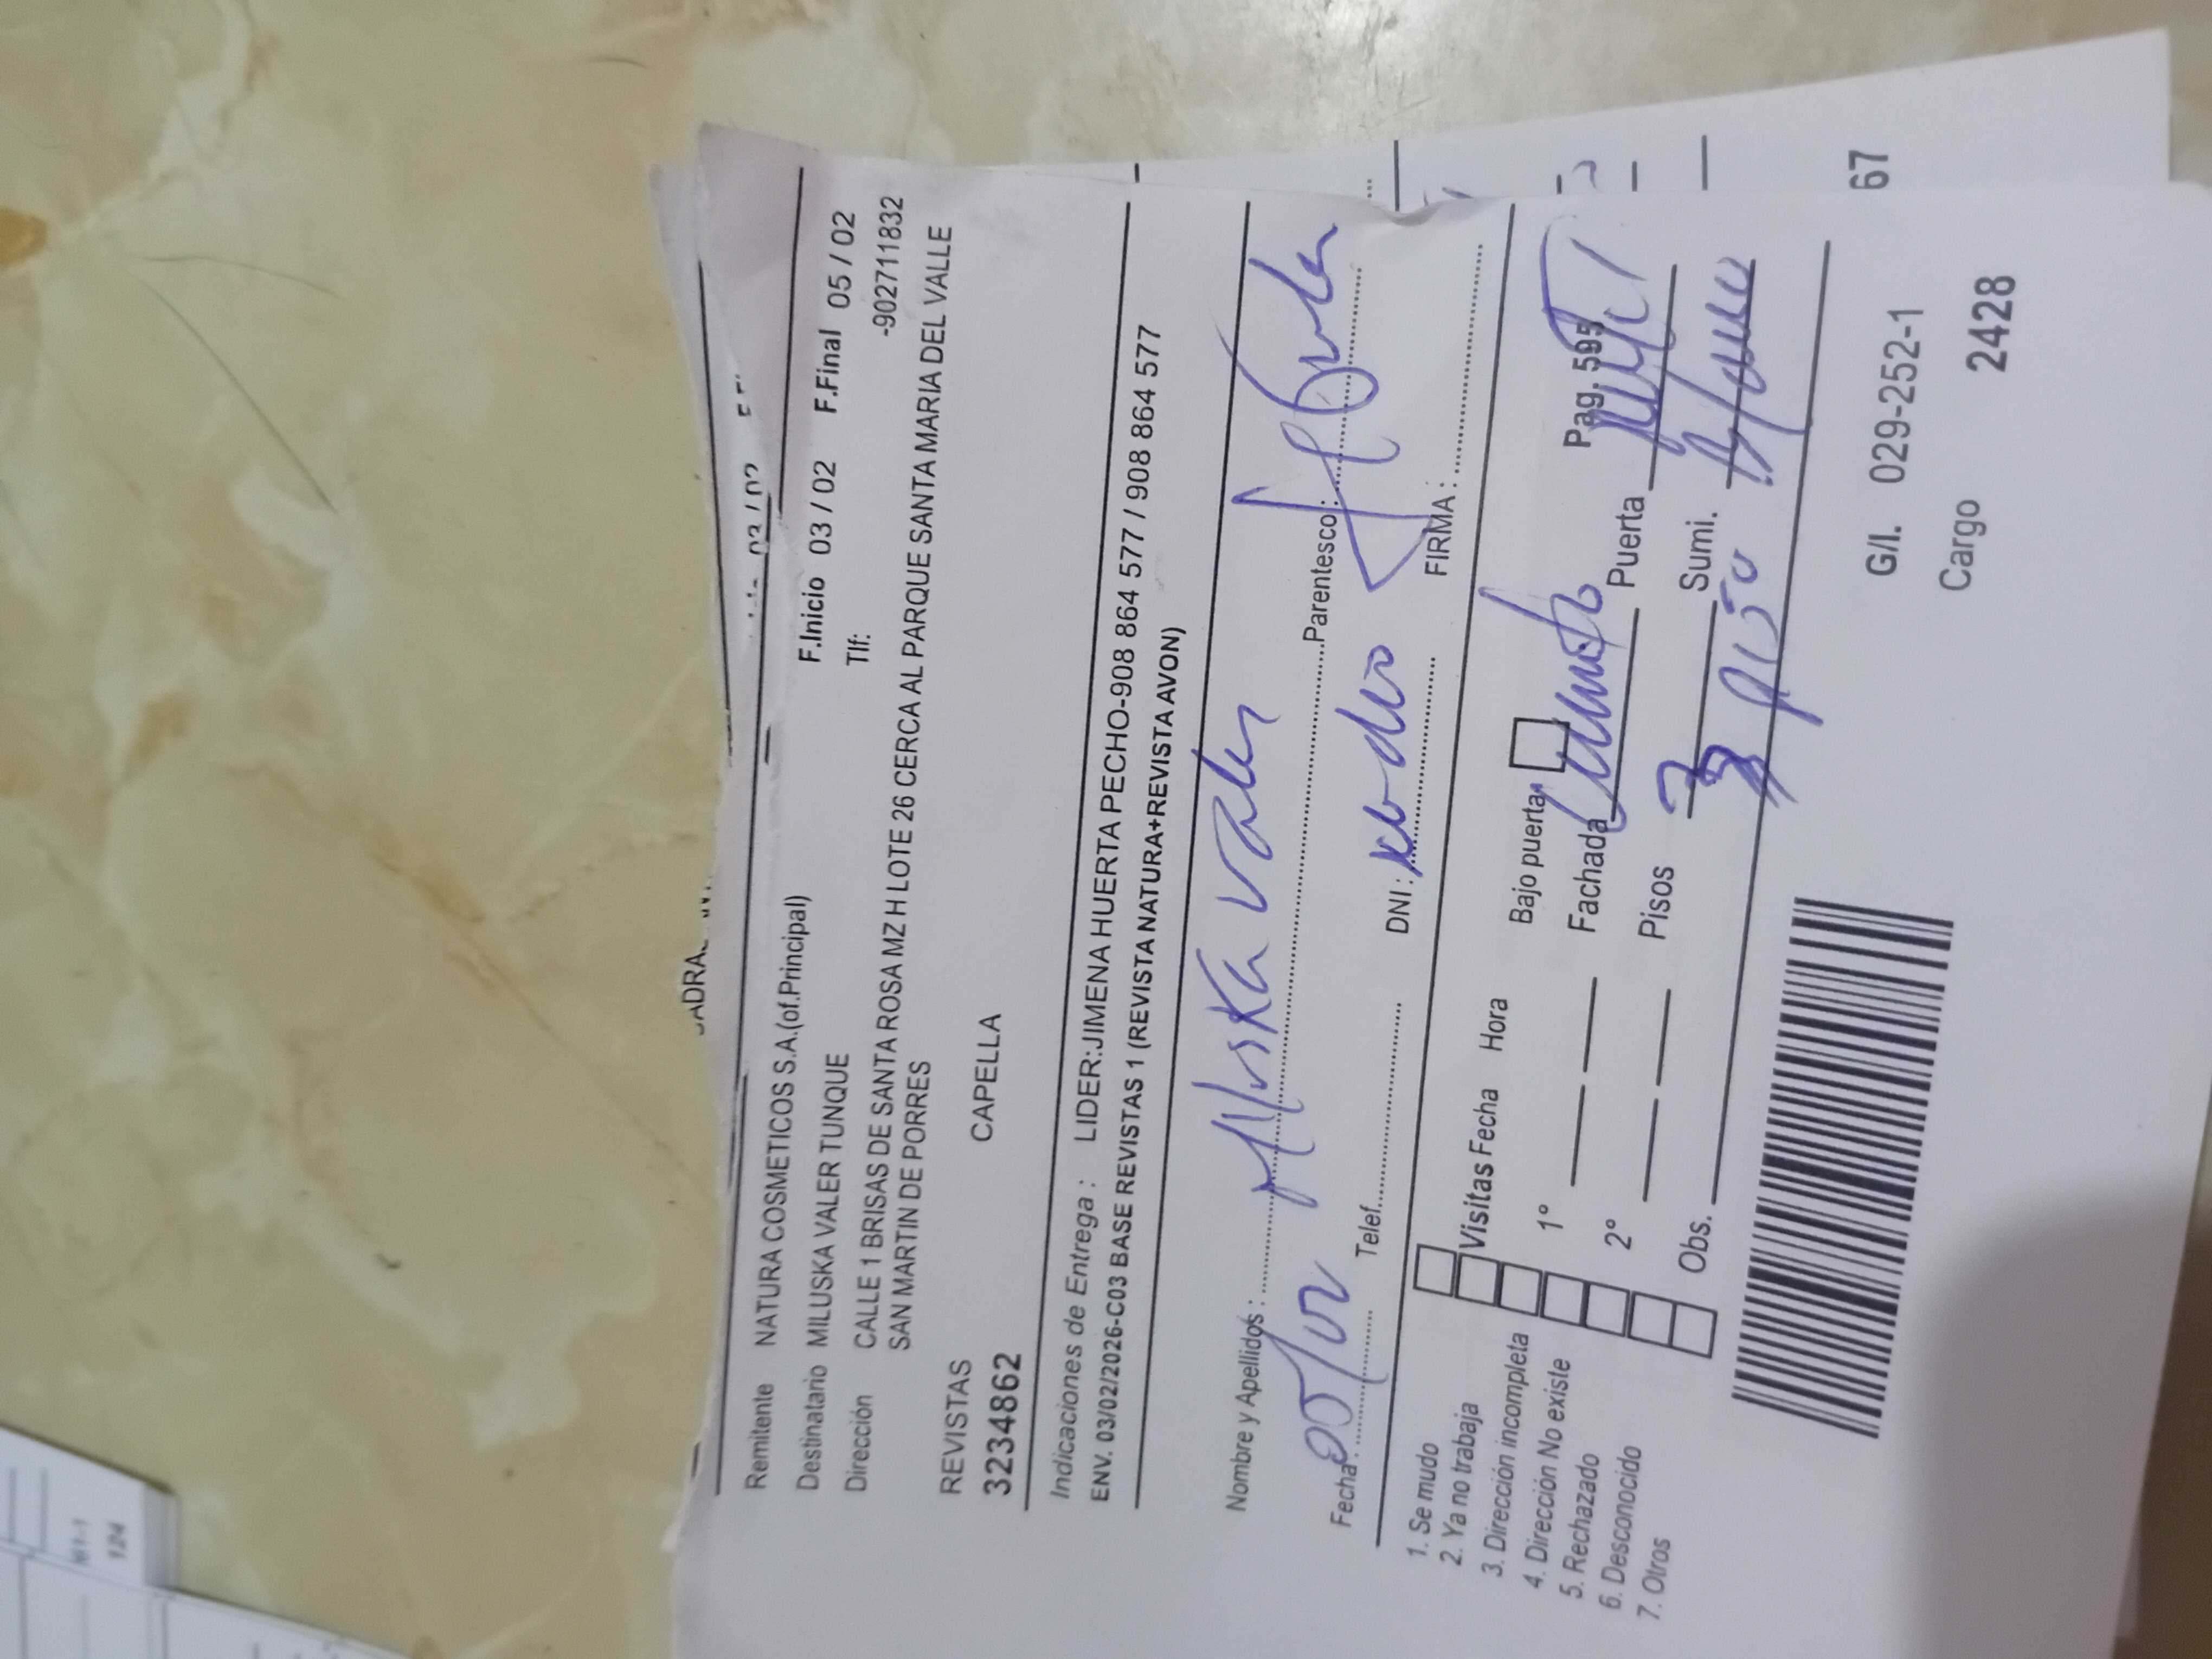 Remitente NATURA COSMETICOS S.A.(of.Principal)
F.Inicio 03 / 02 F.Final 05 / 02
Destinatario MILUSKA VALER TUNQUE Tlf: -902711832
Dirección CALLE 1 BRISAS DE SANTA ROSA MZ H LOTE 26 CERCA AL PARQUE SANTA MARIA DEL VALLE
SAN MARTIN DE PORRES
REVISTAS CAPELLA
3234862
Indicaciones de Entrega : LIDER:JIMENA HUERTA PECHO-908 864 577 / 908 864 577
ENV. 03/02/2026-C03 BASE REVISTAS 1 (REVISTA NATURA+REVISTA AVON)
Nombre y Apellidos : Miluska Valer Parentesco :
Fecha : 05/02 Telef. DNI : FIRMA :
1. Se mudo
2. Ya no trabaja
3. Dirección incompleta
4. Dirección No existe
5. Rechazado
6. Desconocido
7. Otros
Visitas Fecha Hora Bajo puerta Pag. 595
1° Fachada Puerta
2° Pisos 3 Sumi.
Obs. 3 piso
G/I. 029-252-1 67
Cargo 2428
M1-1
124